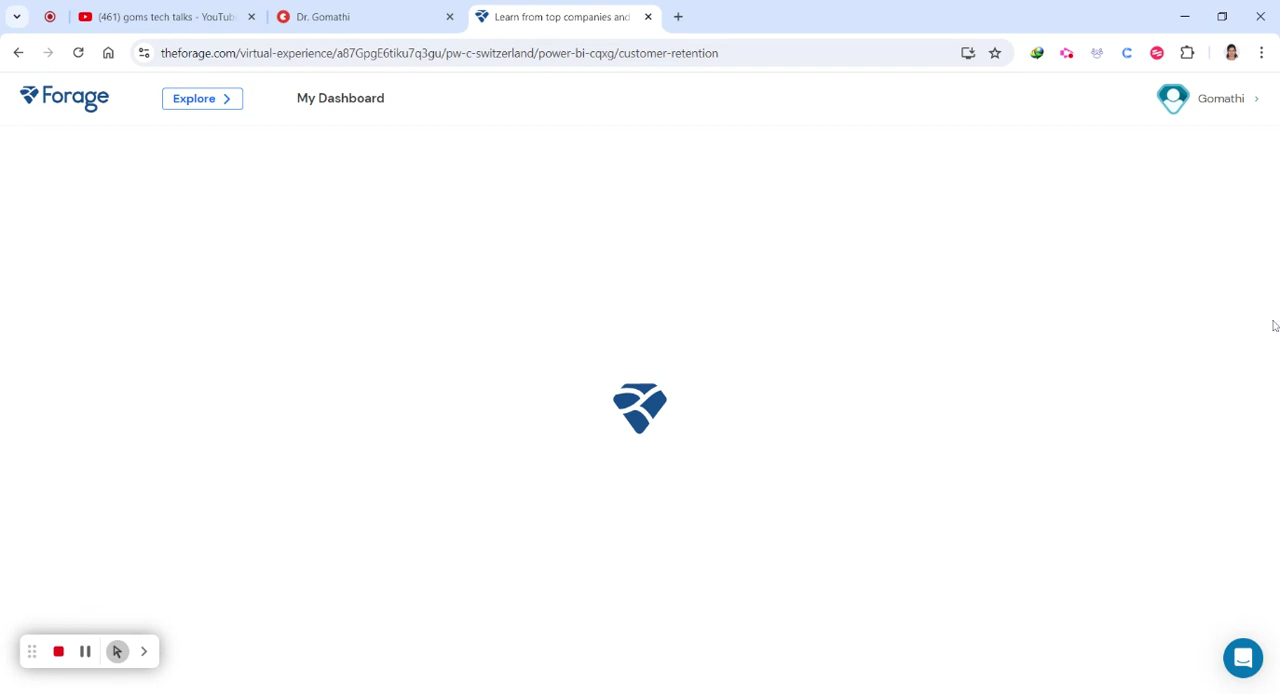 (461) goms tech talks - YouTub
Dr. Gomathi
Learn from top companies and
theforage.com/virtual-experience/a87GpgE6tiku7q3gu/pw-c-switzerland/power-bi-cqxg/customer-retention
Forage
Explore
My Dashboard
Gomathi